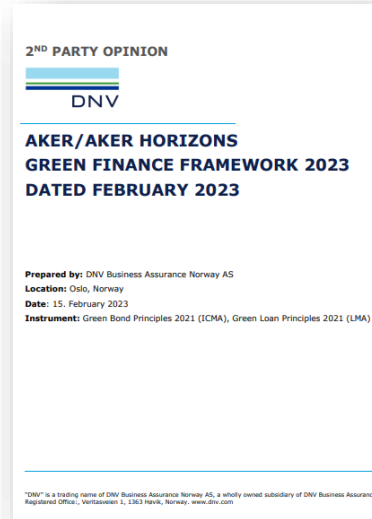 2ND PARTY OPINION
DNV
AKER/AKER HORIZONS
GREEN FINANCE FRAMEWORK 2023
DATED FEBRUARY 2023
Prepared by: DNV Business Assurance Norway AS
Location: Oslo, Norway
Date: 15. February 2023
Instrument: Green Bond Principles 2021 (ICMA), Green Loan Principles 2021 (LMA)
"DNV" is a trading name of DNV Business Assurance Norway AS, a wholly owned subsidiary of DNV Business Assuranc
Registered Office:, Veritasveien 1, 1363 Høvik, Norway. www.dnv.com